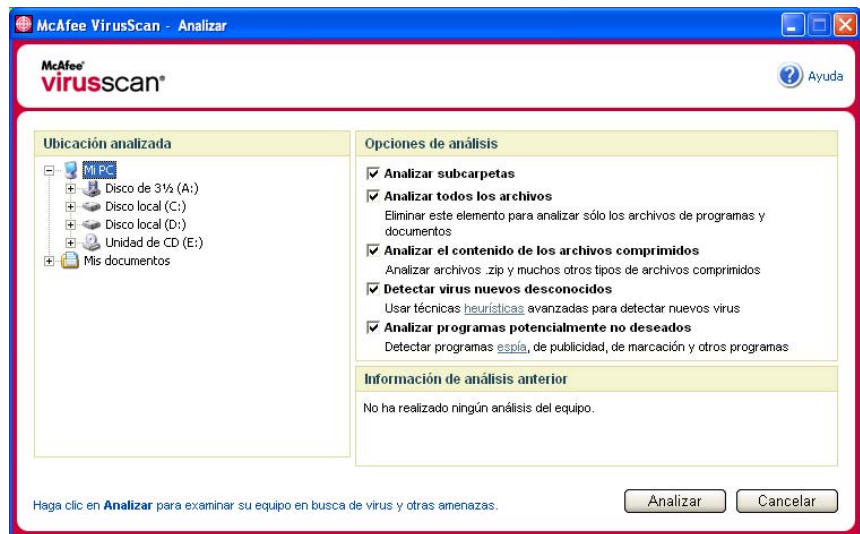 McAfee VirusScan - Analizar
McAfee®
virusscan®
Ayuda
Ubicación analizada
Mi PC
Disco de 3½ (A:)
Disco local (C:)
Disco local (D:)
Unidad de CD (E:)
Mis documentos
Opciones de análisis
Analizar subcarpetas
Analizar todos los archivos
Eliminar este elemento para analizar sólo los archivos de programas y
documentos
Analizar el contenido de los archivos comprimidos
Analizar archivos .zip y muchos otros tipos de archivos comprimidos
Detectar virus nuevos desconocidos
Usar técnicas heurísticas avanzadas para detectar nuevos virus
Analizar programas potencialmente no deseados
Detectar programas espía, de publicidad, de marcación y otros programas
Información de análisis anterior
No ha realizado ningún análisis del equipo.
Haga clic en Analizar para examinar su equipo en busca de virus y otras amenazas.
Analizar
Cancelar